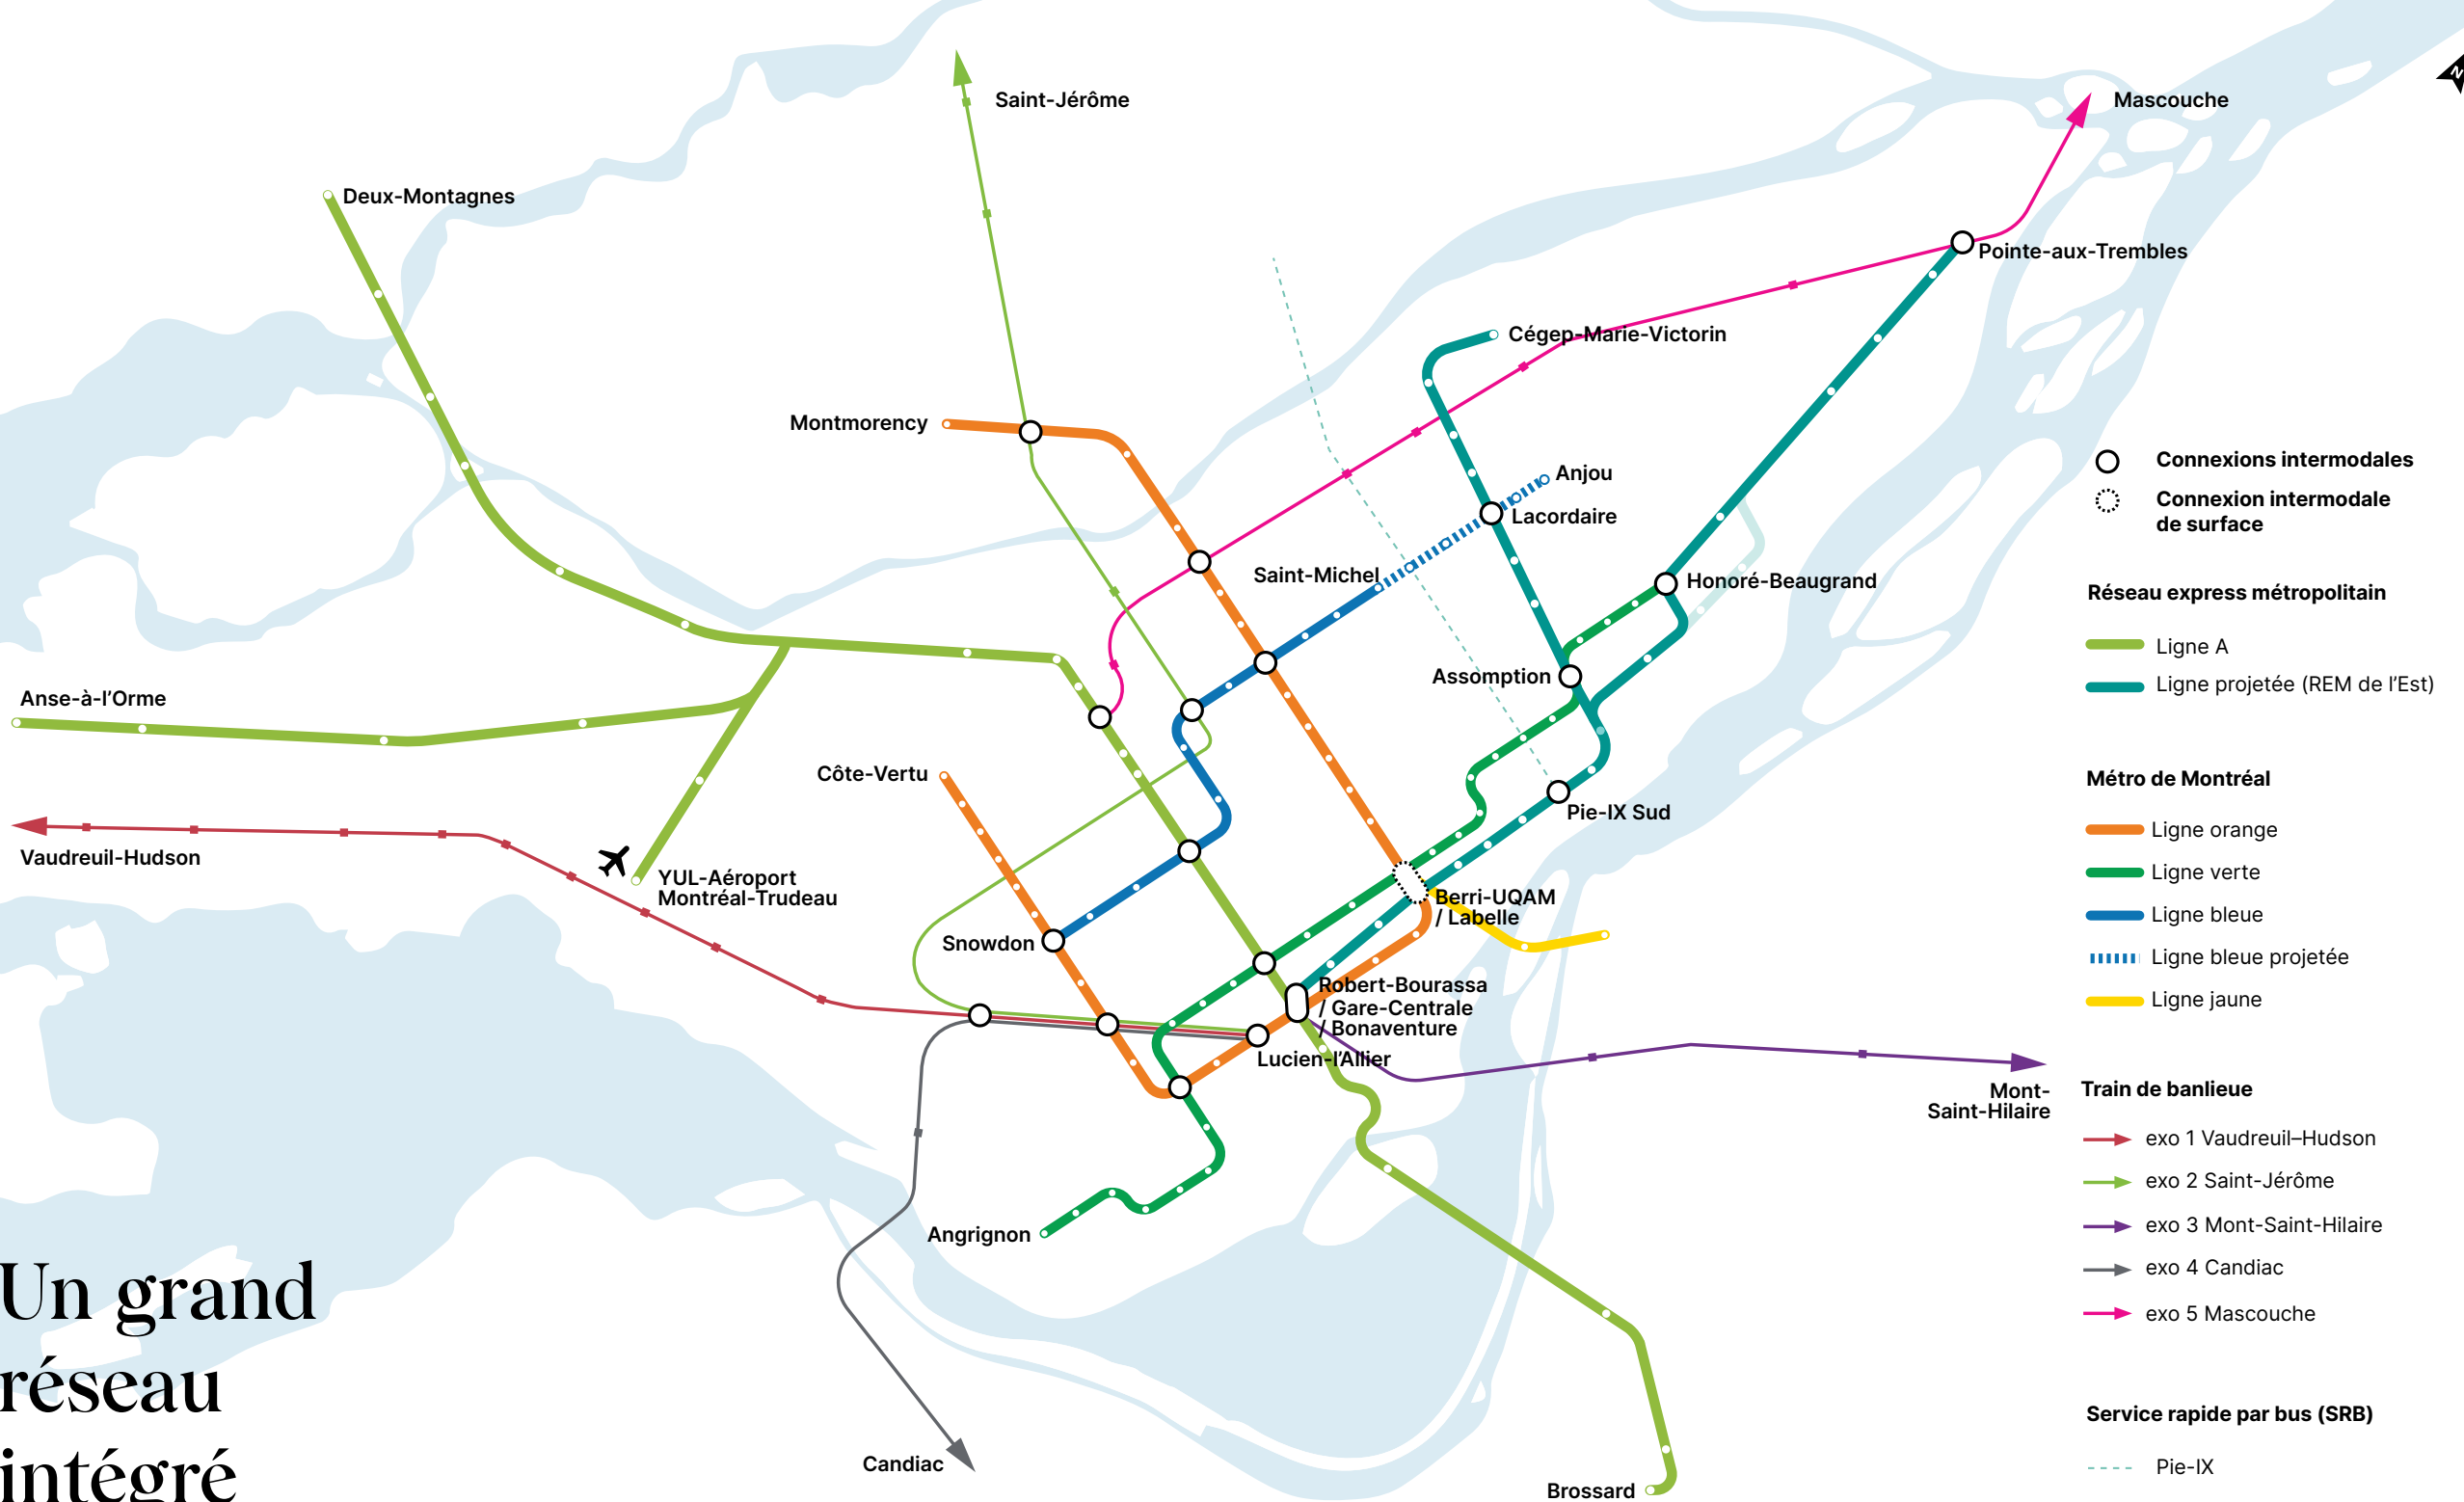 Saint-Jérôme
Mascouche
N
Deux-Montagnes
Pointe-aux-Trembles
Cégep-Marie-Victorin
Montmorency
Anjou
Lacordaire
Saint-Michel
Honoré-Beaugrand
Assomption
Anse-à-l'Orme
Côte-Vertu
Pie-IX Sud
Vaudreuil-Hudson
YUL-Aéroport
Montréal-Trudeau
Berri-UQAM
/ Labelle
Snowdon
Robert-Bourassa
/ Gare-Centrale
/ Bonaventure
Lucien-l'Allier
Mont-
Saint-Hilaire
Angrignon
Candiac
Brossard
Un grand
réseau
intégré
Connexions intermodales
Connexion intermodale
de surface
Réseau express métropolitain
Ligne A
Ligne projetée (REM de l'Est)
Métro de Montréal
Ligne orange
Ligne verte
Ligne bleue
Ligne bleue projetée
Ligne jaune
Train de banlieue
exo 1 Vaudreuil–Hudson
exo 2 Saint-Jérôme
exo 3 Mont-Saint-Hilaire
exo 4 Candiac
exo 5 Mascouche
Service rapide par bus (SRB)
Pie-IX